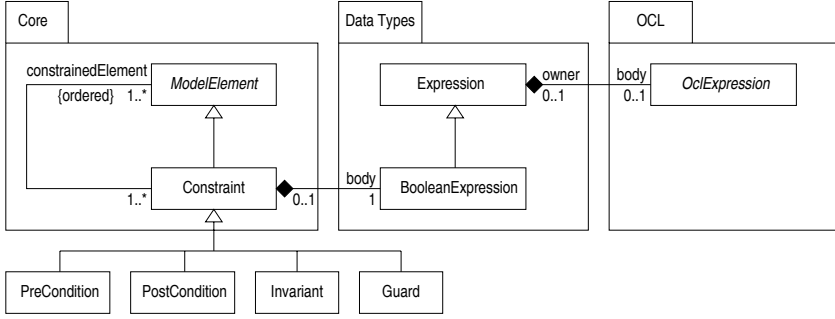 Core
Data Types
OCL
constrainedElement
ModelElement
Expression
owner
body
OclExpression
{ordered} 1..*
0..1
0..1
Constraint
body
BooleanExpression
1..*
0..1
1
PreCondition
PostCondition
Invariant
Guard